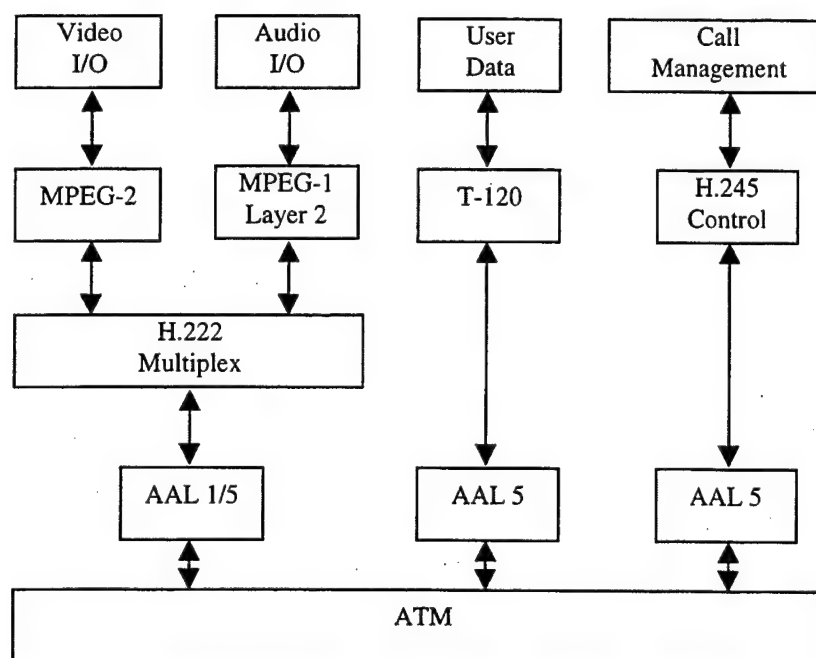 Video
I/O
Audio
I/O
User
Data
Call
Management
MPEG-2
MPEG-1
Layer 2
T-120
H.245
Control
H.222
Multiplex
AAL 1/5
AAL 5
AAL 5
ATM